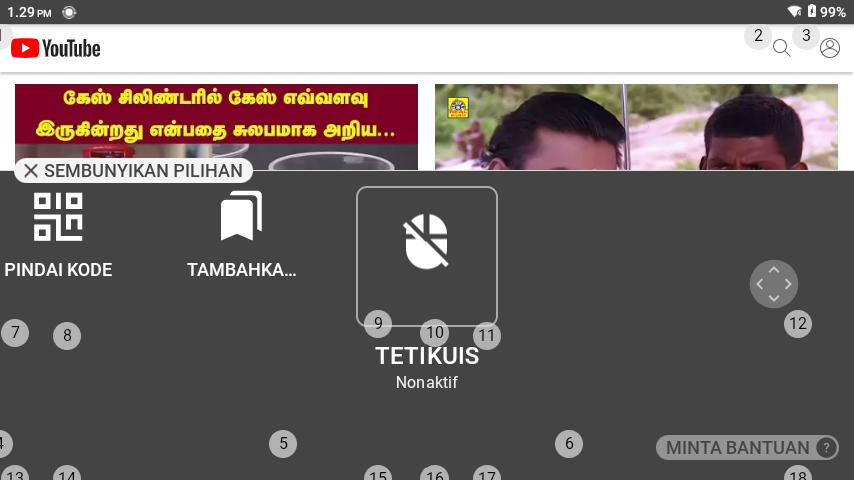 1.29 PM
99%
1
YouTube
2
3
கேஸ் சிலிண்டரில் கேஸ் எவ்வளவு
இருகின்றது என்பதை சுலபமாக அறிய...
SEMBUNYIKAN PILIHAN
PINDAI KODE
TAMBAHKA...
7
8
9
10
11
12
TETIKUIS
Nonaktif
4
5
6
MINTA BANTUAN ?
13
14
15
16
17
18